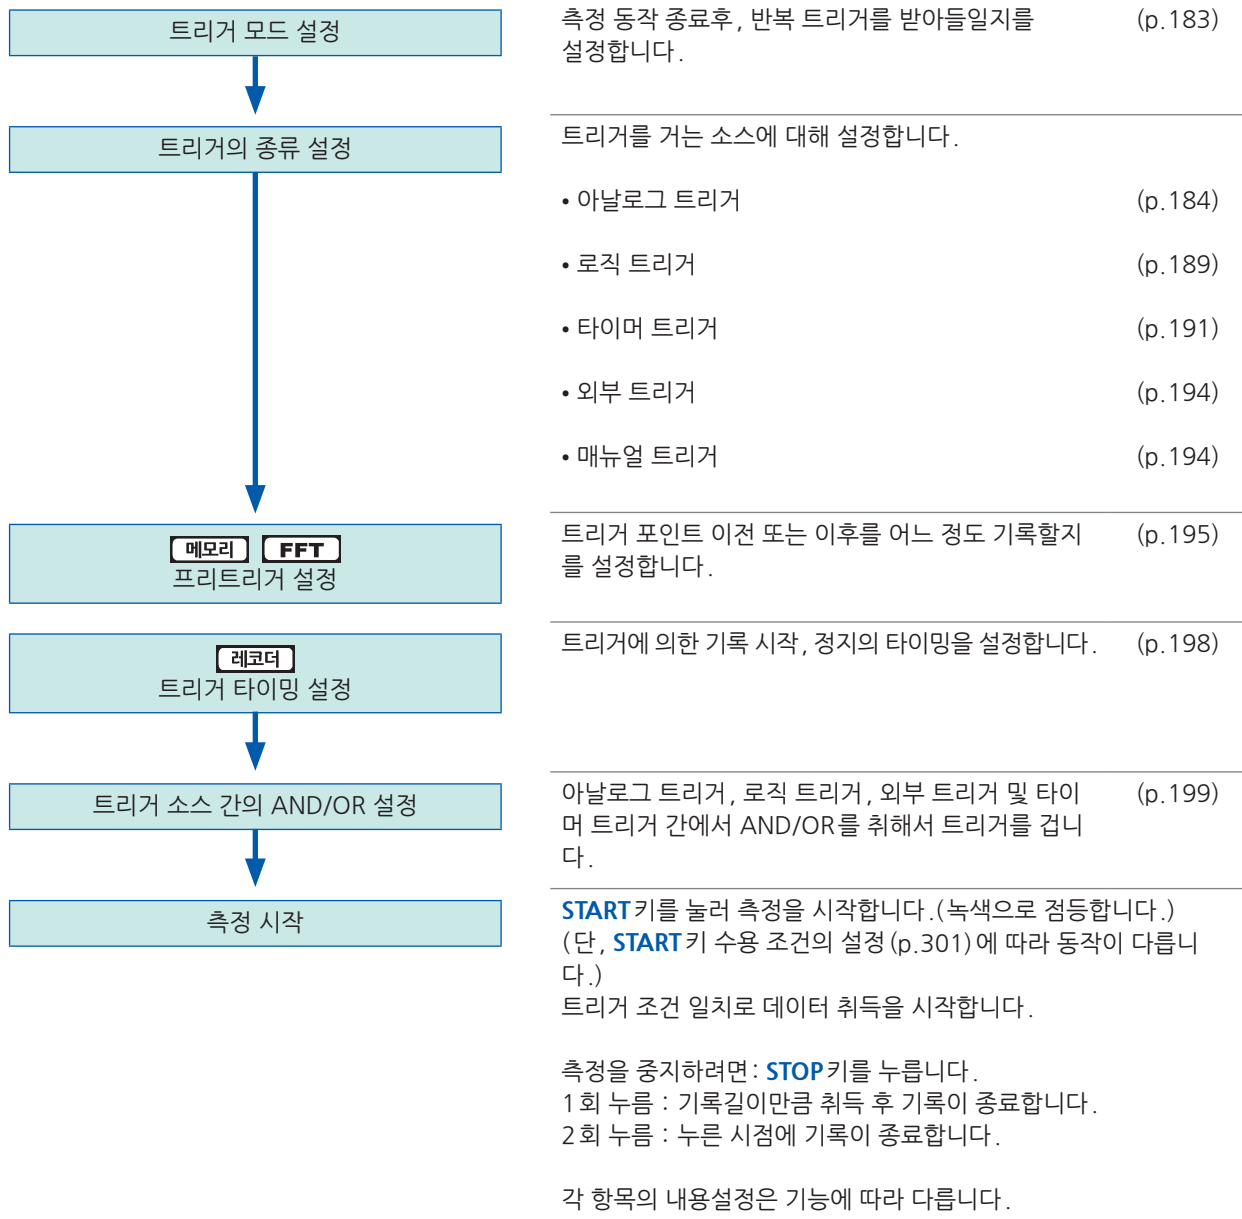 트리거 모드 설정
측정 동작 종료후, 반복 트리거를 받아들일지를 (p.183)
설정합니다.
트리거의 종류 설정
트리거를 거는 소스에 대해 설정합니다.
• 아날로그 트리거 (p.184)
• 로직 트리거 (p.189)
• 타이머 트리거 (p.191)
• 외부 트리거 (p.194)
• 매뉴얼 트리거 (p.194)
메모리 FFT
프리트리거 설정
트리거 포인트 이전 또는 이후를 어느 정도 기록할지 (p.195)
를 설정합니다.
레코더
트리거 타이밍 설정
트리거에 의한 기록 시작, 정지의 타이밍을 설정합니다. (p.198)
트리거 소스 간의 AND/OR 설정
아날로그 트리거, 로직 트리거, 외부 트리거 및 타이 (p.199)
머 트리거 간에서 AND/OR를 취해서 트리거를 겁니
다.
측정 시작
START키를 눌러 측정을 시작합니다.(녹색으로 점등합니다.)
(단, START키 수용 조건의 설정(p.301)에 따라 동작이 다릅니
다.)
트리거 조건 일치로 데이터 취득을 시작합니다.
측정을 중지하려면: STOP키를 누릅니다.
1회 누름 : 기록길이만큼 취득 후 기록이 종료합니다.
2회 누름 : 누른 시점에 기록이 종료합니다.
각 항목의 내용설정은 기능에 따라 다릅니다.